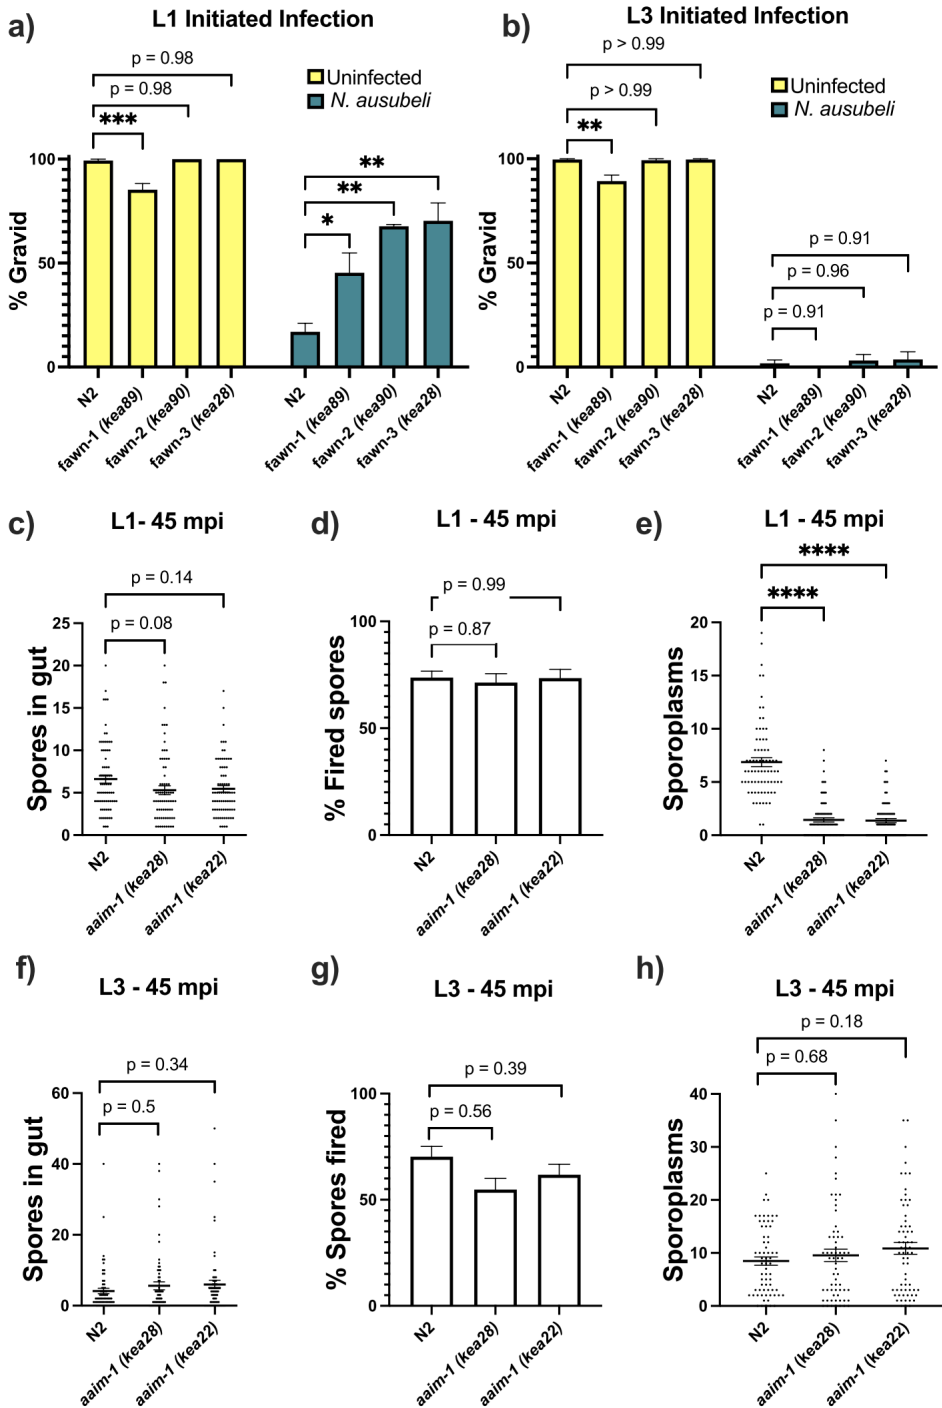 a) L1 Initiated Infection
p = 0.98
p = 0.98
***
Uninfected
N. ausubeli
**
**
*
% Gravid
100
50
0
N2
fawn-1 (kea89)
fawn-2 (kea90)
fawn-3 (kea28)
N2
fawn-1 (kea89)
fawn-2 (kea90)
fawn-3 (kea28)
b) L3 Initiated Infection
p > 0.99
p > 0.99
**
Uninfected
N. ausubeli
p = 0.91
p = 0.96
p = 0.91
% Gravid
100
50
0
N2
fawn-1 (kea89)
fawn-2 (kea90)
fawn-3 (kea28)
N2
fawn-1 (kea89)
fawn-2 (kea90)
fawn-3 (kea28)
c) L1- 45 mpi
p = 0.14
p = 0.08
Spores in gut
25
20
15
10
5
0
N2
aaim-1 (kea28)
aaim-1 (kea22)
d) L1 - 45 mpi
p = 0.99
p = 0.87
% Fired spores
100
50
0
N2
aaim-1 (kea28)
aaim-1 (kea22)
e) L1 - 45 mpi
****
****
Sporoplasms
20
15
10
5
0
N2
aaim-1 (kea28)
aaim-1 (kea22)
f) L3 - 45 mpi
p = 0.34
p = 0.5
Spores in gut
60
40
20
0
N2
aaim-1 (kea28)
aaim-1 (kea22)
g) L3 - 45 mpi
p = 0.39
p = 0.56
% Spores fired
100
50
0
N2
aaim-1 (kea28)
aaim-1 (kea22)
h) L3 - 45 mpi
p = 0.18
p = 0.68
Sporoplasms
40
30
20
10
0
N2
aaim-1 (kea28)
aaim-1 (kea22)